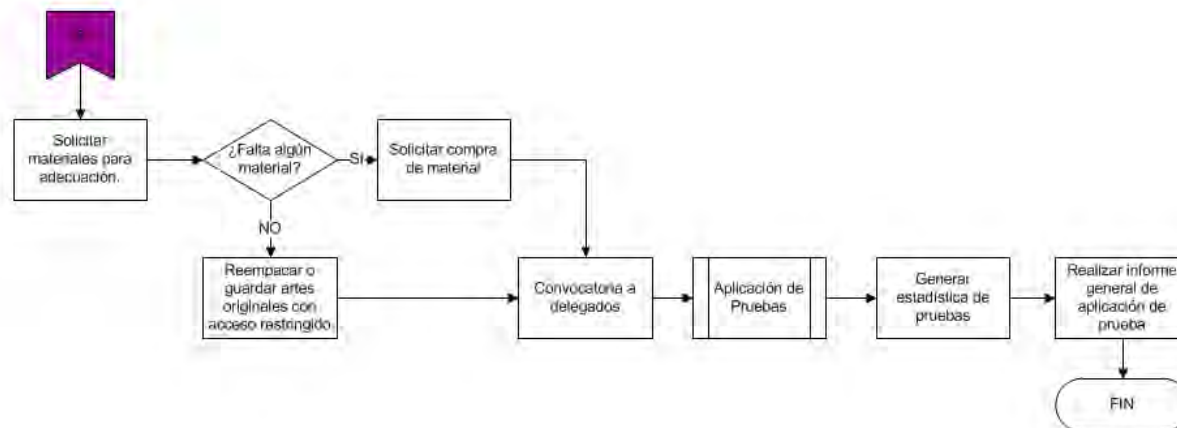 Solicitar
materiales para
adecuación.
¿Falta algún
material?
SI
Solicitar compra
de material
NO
Reempacar o
guardar artes
originales con
acceso rastringido
Convocatoria a
delegados
Aplicación de
Pruebas
Generar
estadística de
pruebas
Realizar informe
general de
aplicación de
prueba
FIN